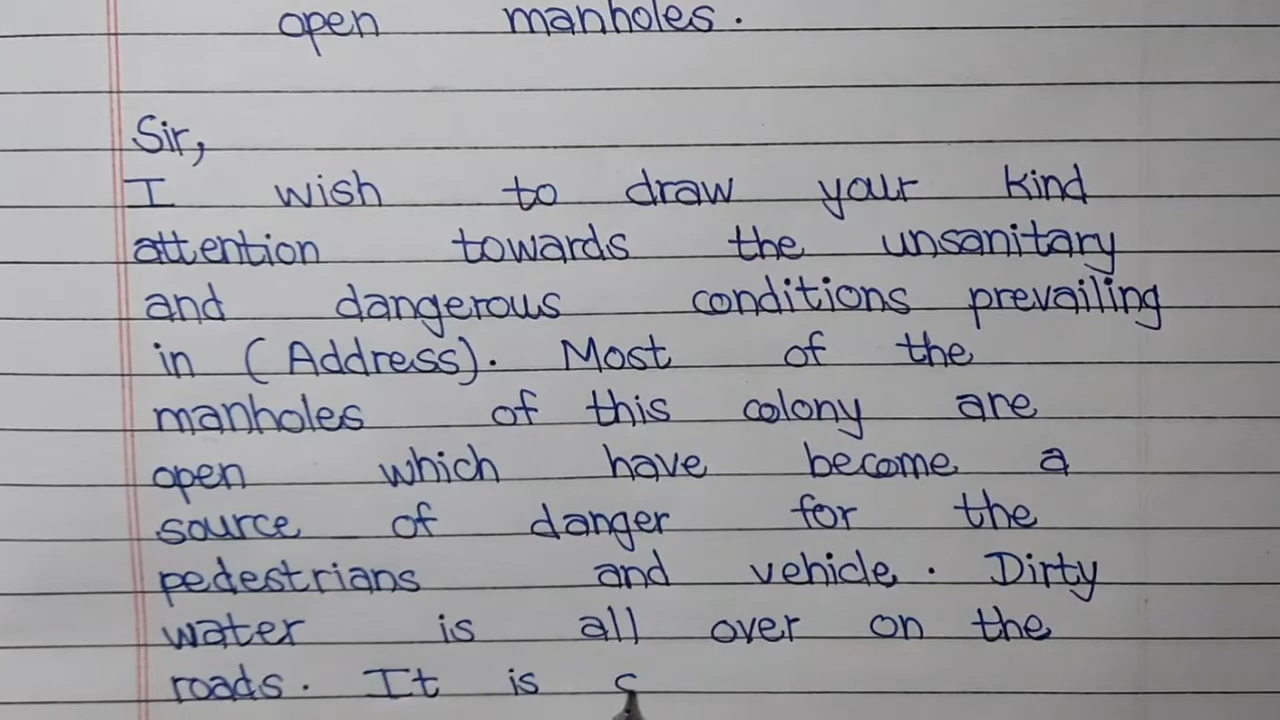 open manholes.
Sir,
I wish to draw your kind
attention towards the unsanitary
and dangerous conditions prevailing
in (Address). Most of the
manholes of this colony are
open which have become a
source of danger for the
pedestrians and vehicle. Dirty
water is all over on the
roads. It is